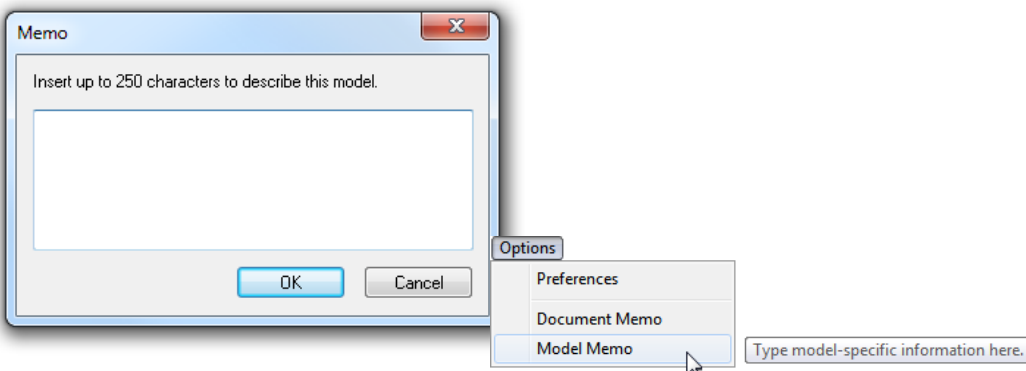 Memo
Insert up to 250 characters to describe this model.
OK Cancel
Options
Preferences
Document Memo
Model Memo
Type model-specific information here.